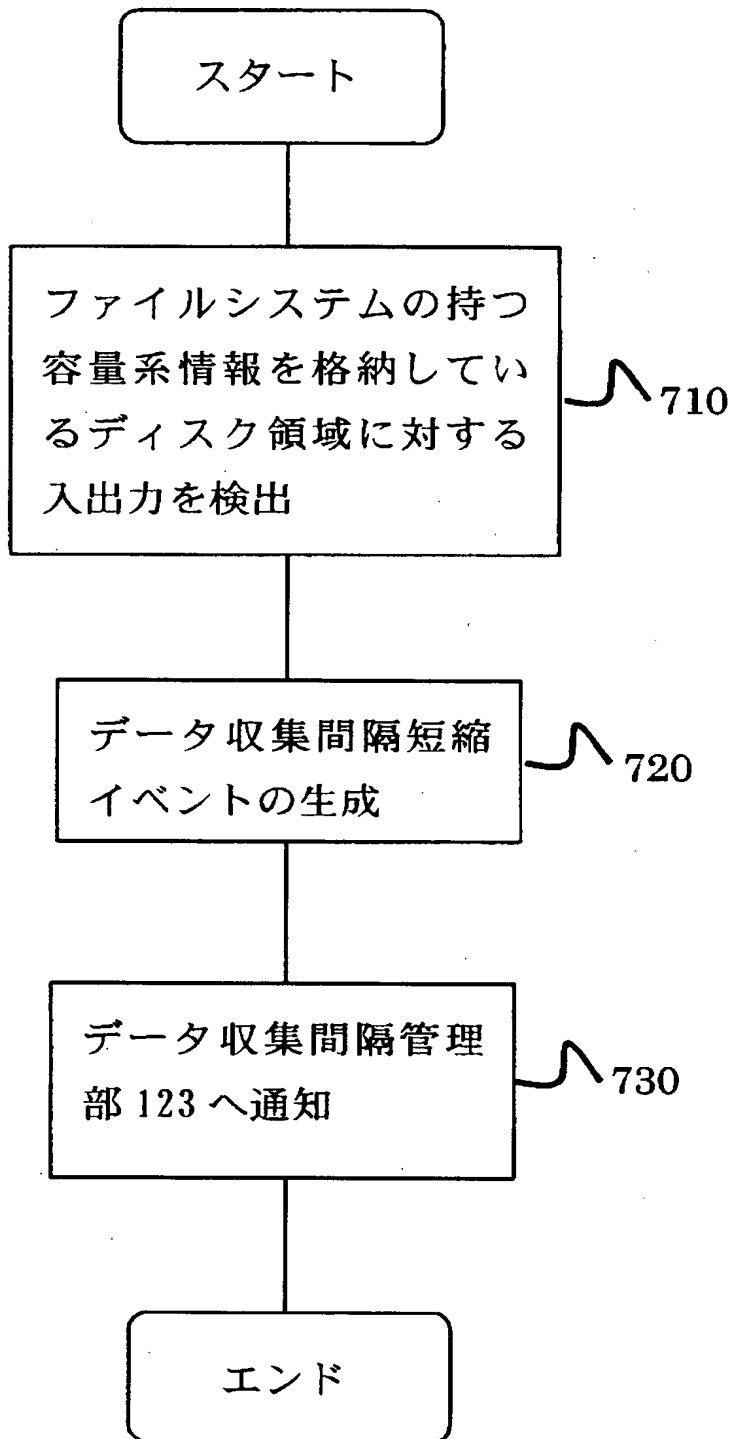 スタート
ファイルシステムの持つ
容量系情報を格納してい
るディスク領域に対する
入出力を検出
710
データ収集間隔短縮
イベントの生成
720
データ収集間隔管理
部123へ通知
730
エンド